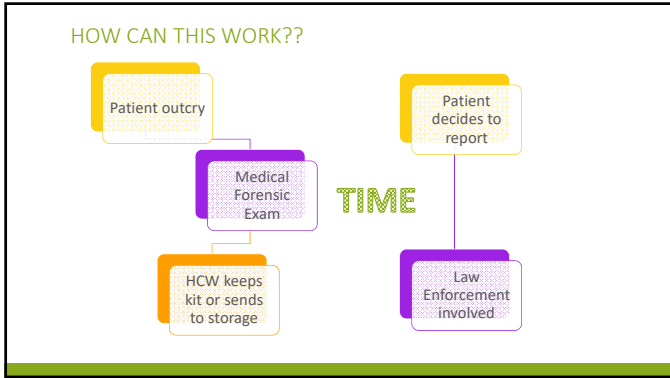 HOW CAN THIS WORK??
Patient outcry
Medical
Forensic
Exam
HCW keeps
kit or sends
to storage
TIME
Patient
decides to
report
Law
Enforcement
involved